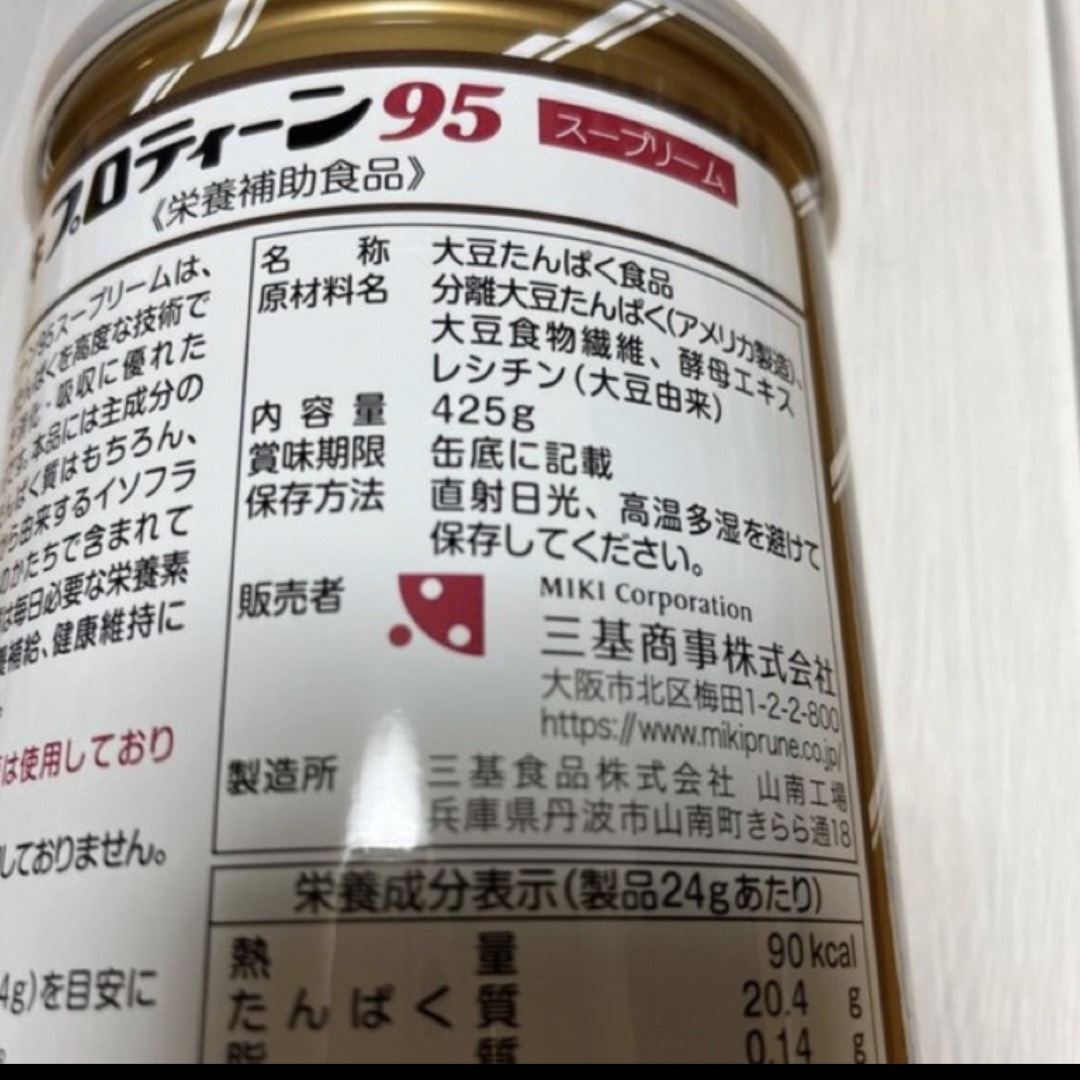 プロティーン95 スープリーム
《栄養補助食品》
95スープリームは、
くを高度な技術で
化・吸収に優れた
す。本品には主成分の
ぱく質はもちろん、
ら由来するイソフラ
のかたちで含まれて
は毎日必要な栄養素
補給、健康維持に
は使用しており
しておりません。
4g)を目安に
名称 大豆たんぱく食品
原材料名 分離大豆たんぱく(アメリカ製造)、
大豆食物繊維、酵母エキス
レシチン(大豆由来)
内容量 425g
賞味期限 缶底に記載
保存方法 直射日光、高温多湿を避けて
保存してください。
販売者 MIKI Corporation
三基商事株式会社
大阪市北区梅田1-2-2-800
https://www.mikiprune.co.jp/
製造所 三基食品株式会社 山南工場
兵庫県丹波市山南町きらら通18
栄養成分表示(製品24gあたり)
熱量 90kcal
たんぱく質 20.4 g
脂質 0.14 g